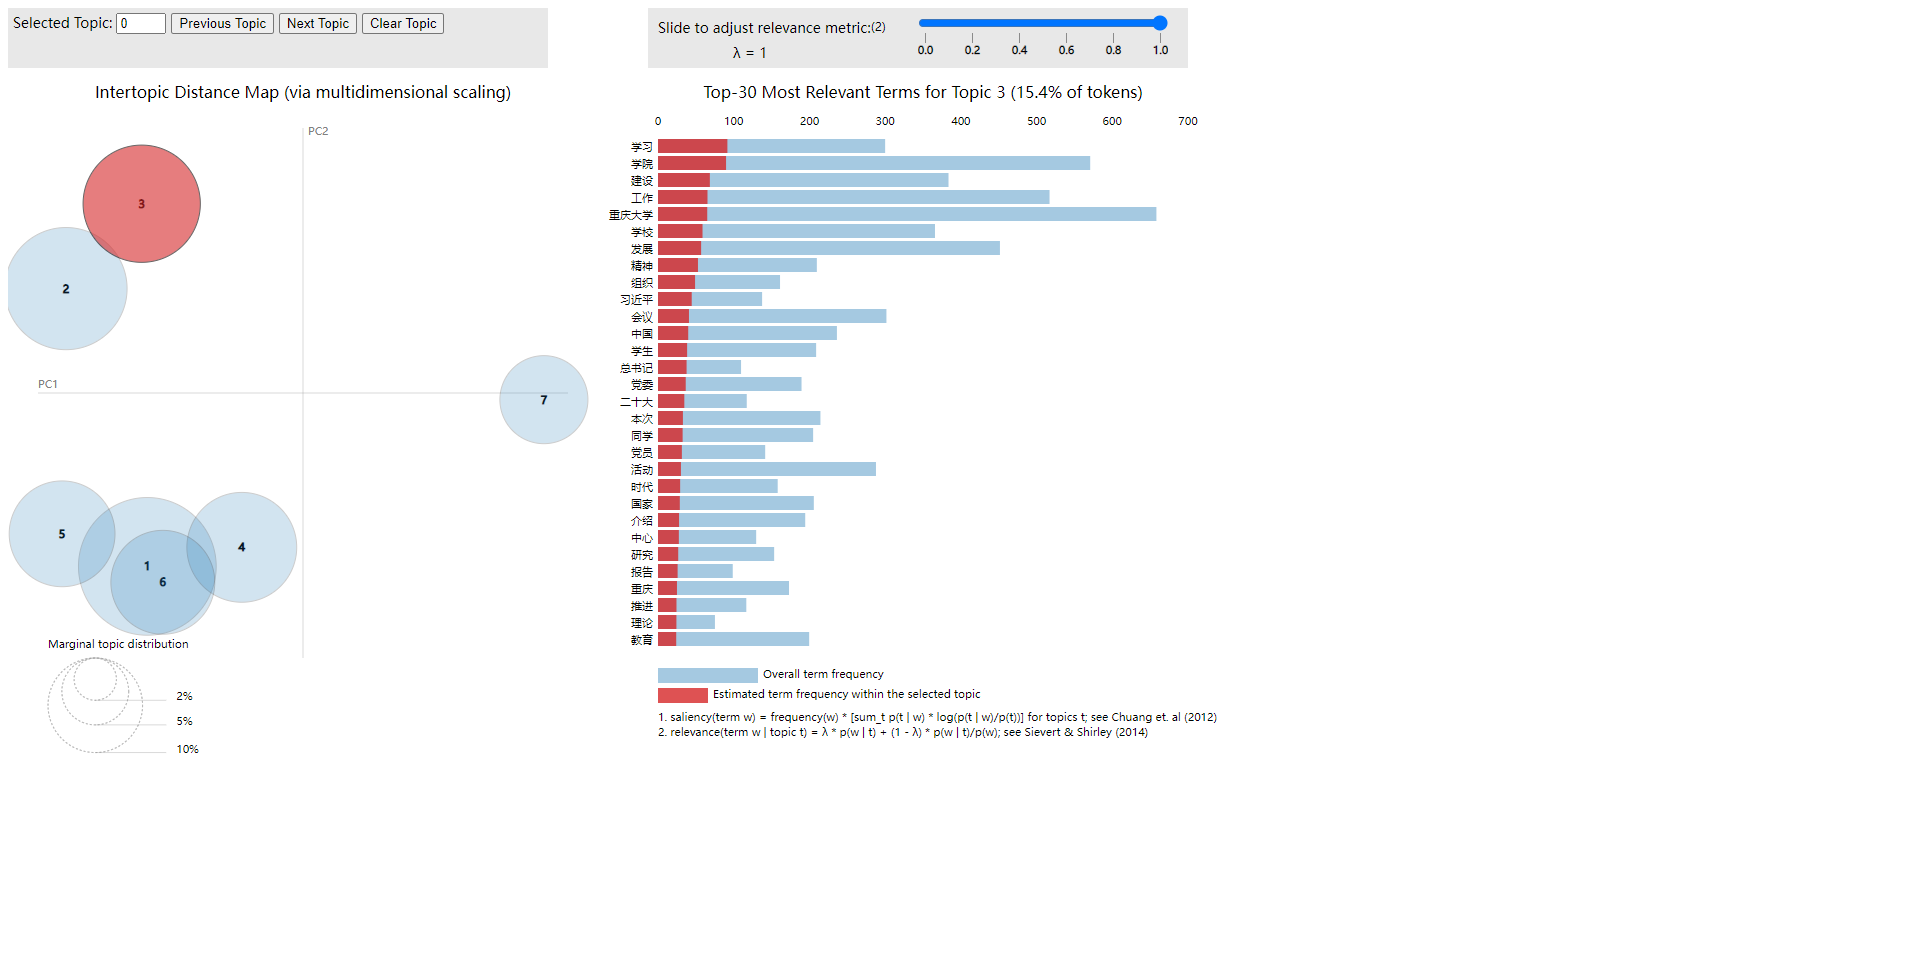 Selected Topic: 0 Previous Topic Next Topic Clear Topic
Slide to adjust relevance metric:(2)
λ = 1
0.0 0.2 0.4 0.6 0.8 1.0
Intertopic Distance Map (via multidimensional scaling)
PC2
PC1
3
2
7
5
1
6
4
Marginal topic distribution
2%
5%
10%
Top-30 Most Relevant Terms for Topic 3 (15.4% of tokens)
0 100 200 300 400 500 600 700
学习
学院
建设
工作
重庆大学
学校
发展
精神
组织
习近平
会议
中国
学生
总书记
党委
二十大
本次
同学
党员
活动
时代
国家
介绍
中心
研究
报告
重庆
推进
理论
教育
Overall term frequency
Estimated term frequency within the selected topic
1. saliency(term w) = frequency(w) * [sum_t p(t | w) * log(p(t | w)/p(t))] for topics t; see Chuang et. al (2012)
2. relevance(term w | topic t) = λ * p(w | t) + (1 - λ) * p(w | t)/p(w); see Sievert & Shirley (2014)